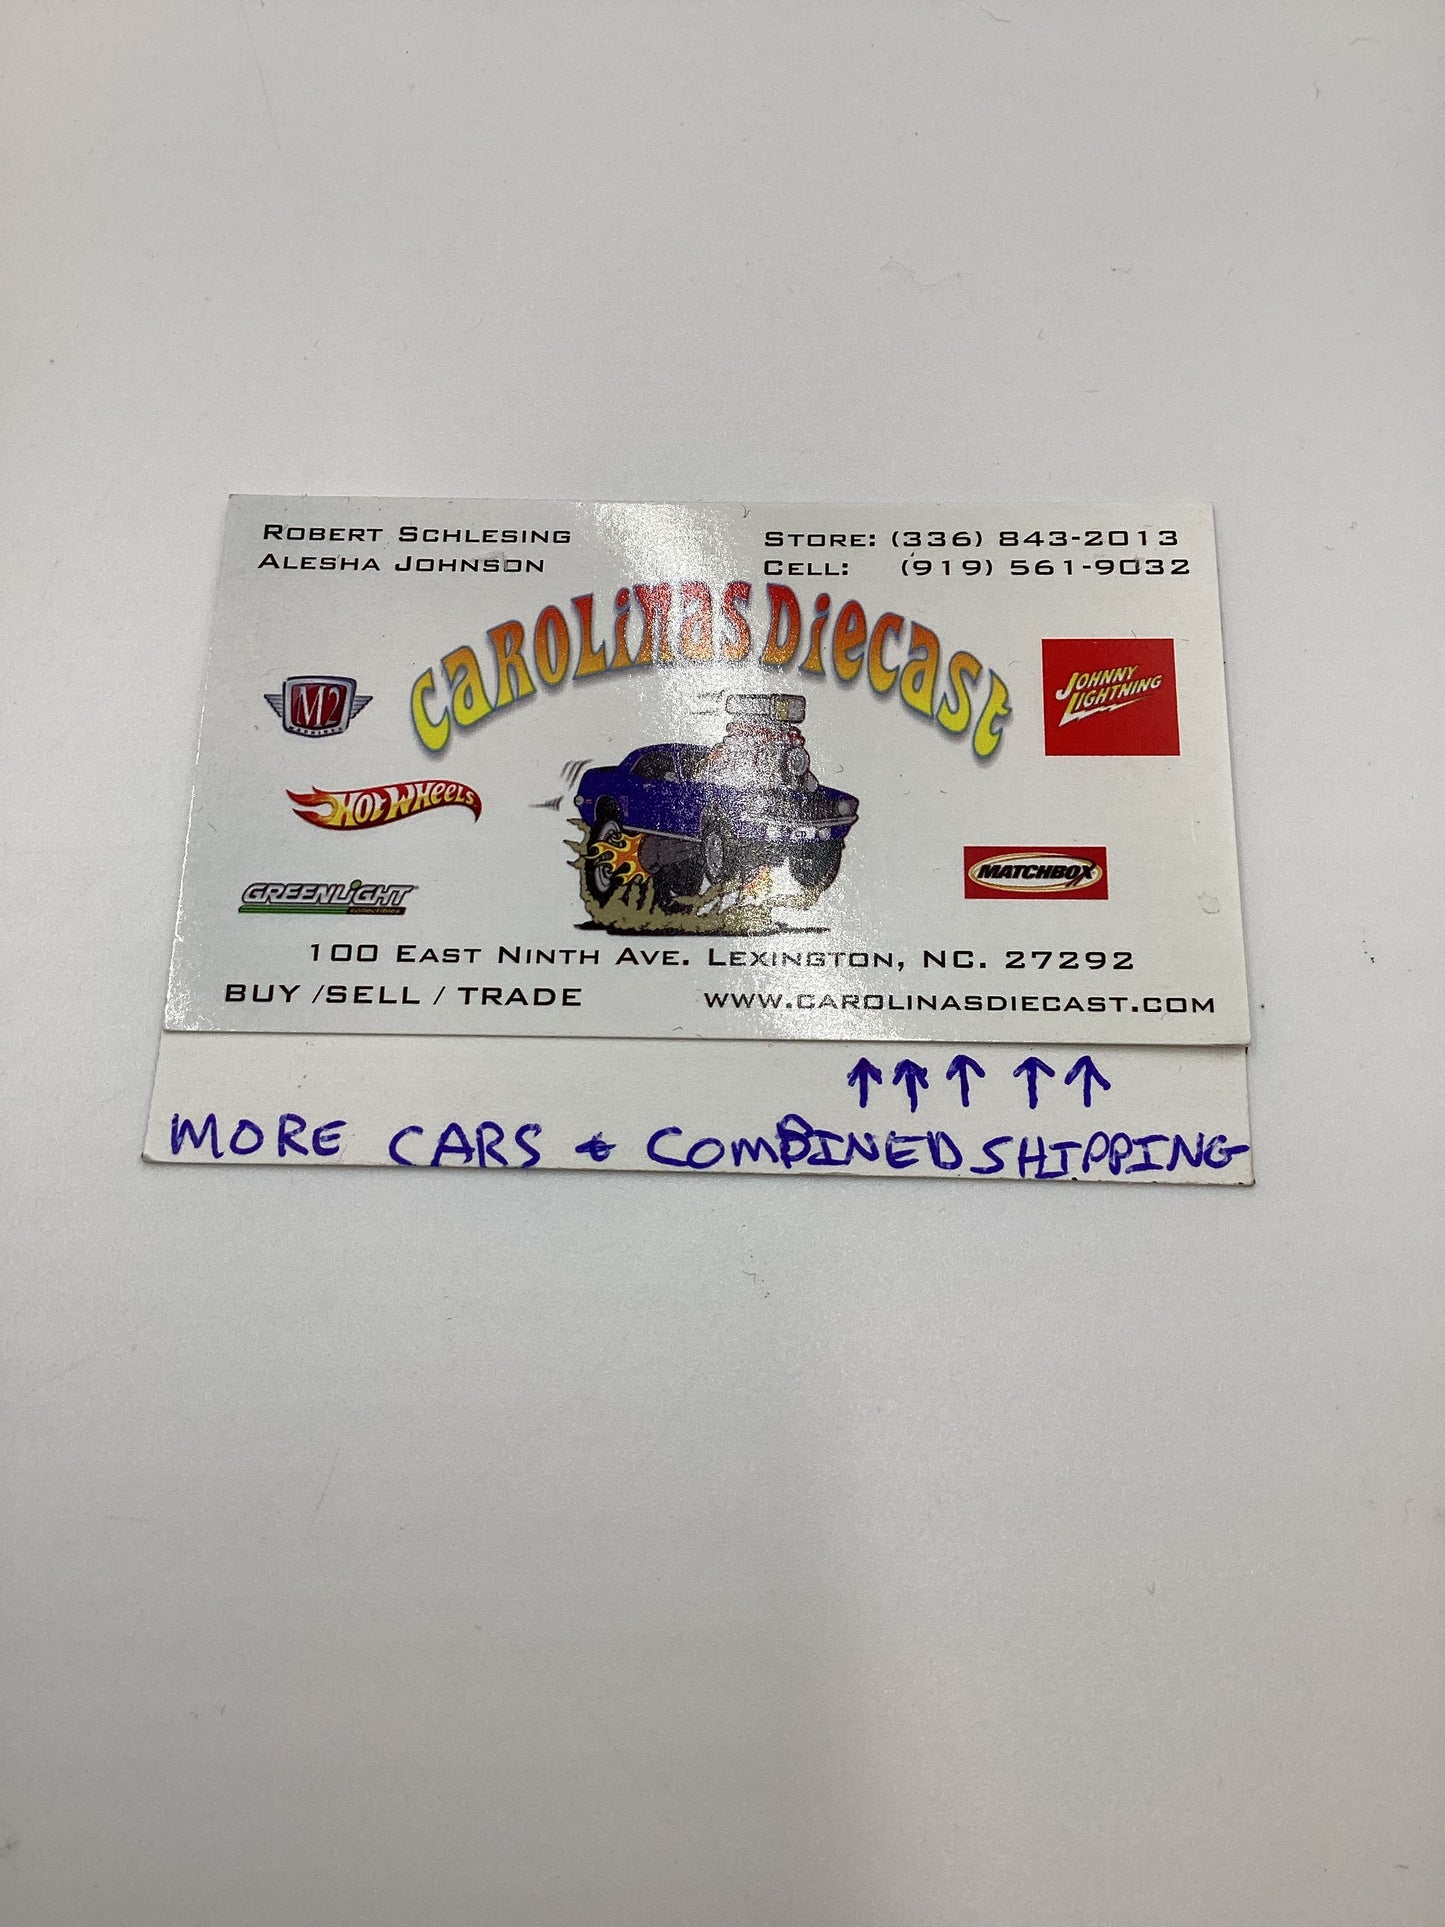 ROBERT SCHLESING
ALESHA JOHNSON
STORE: (336) 843-2013
CELL: (919) 561-9032
CAROLINAS DIECAST
M2
MACHINES
JOHNNY
LIGHTNING
HOT WHEELS
MATCHBOX
GREENLIGHT
collectibles
100 EAST NINTH AVE. LEXINGTON, NC. 27292
BUY /SELL / TRADE
WWW.CAROLINASDIECAST.COM
↑↑↑ ↑↑
MORE CARS & COMBINED SHIPPING